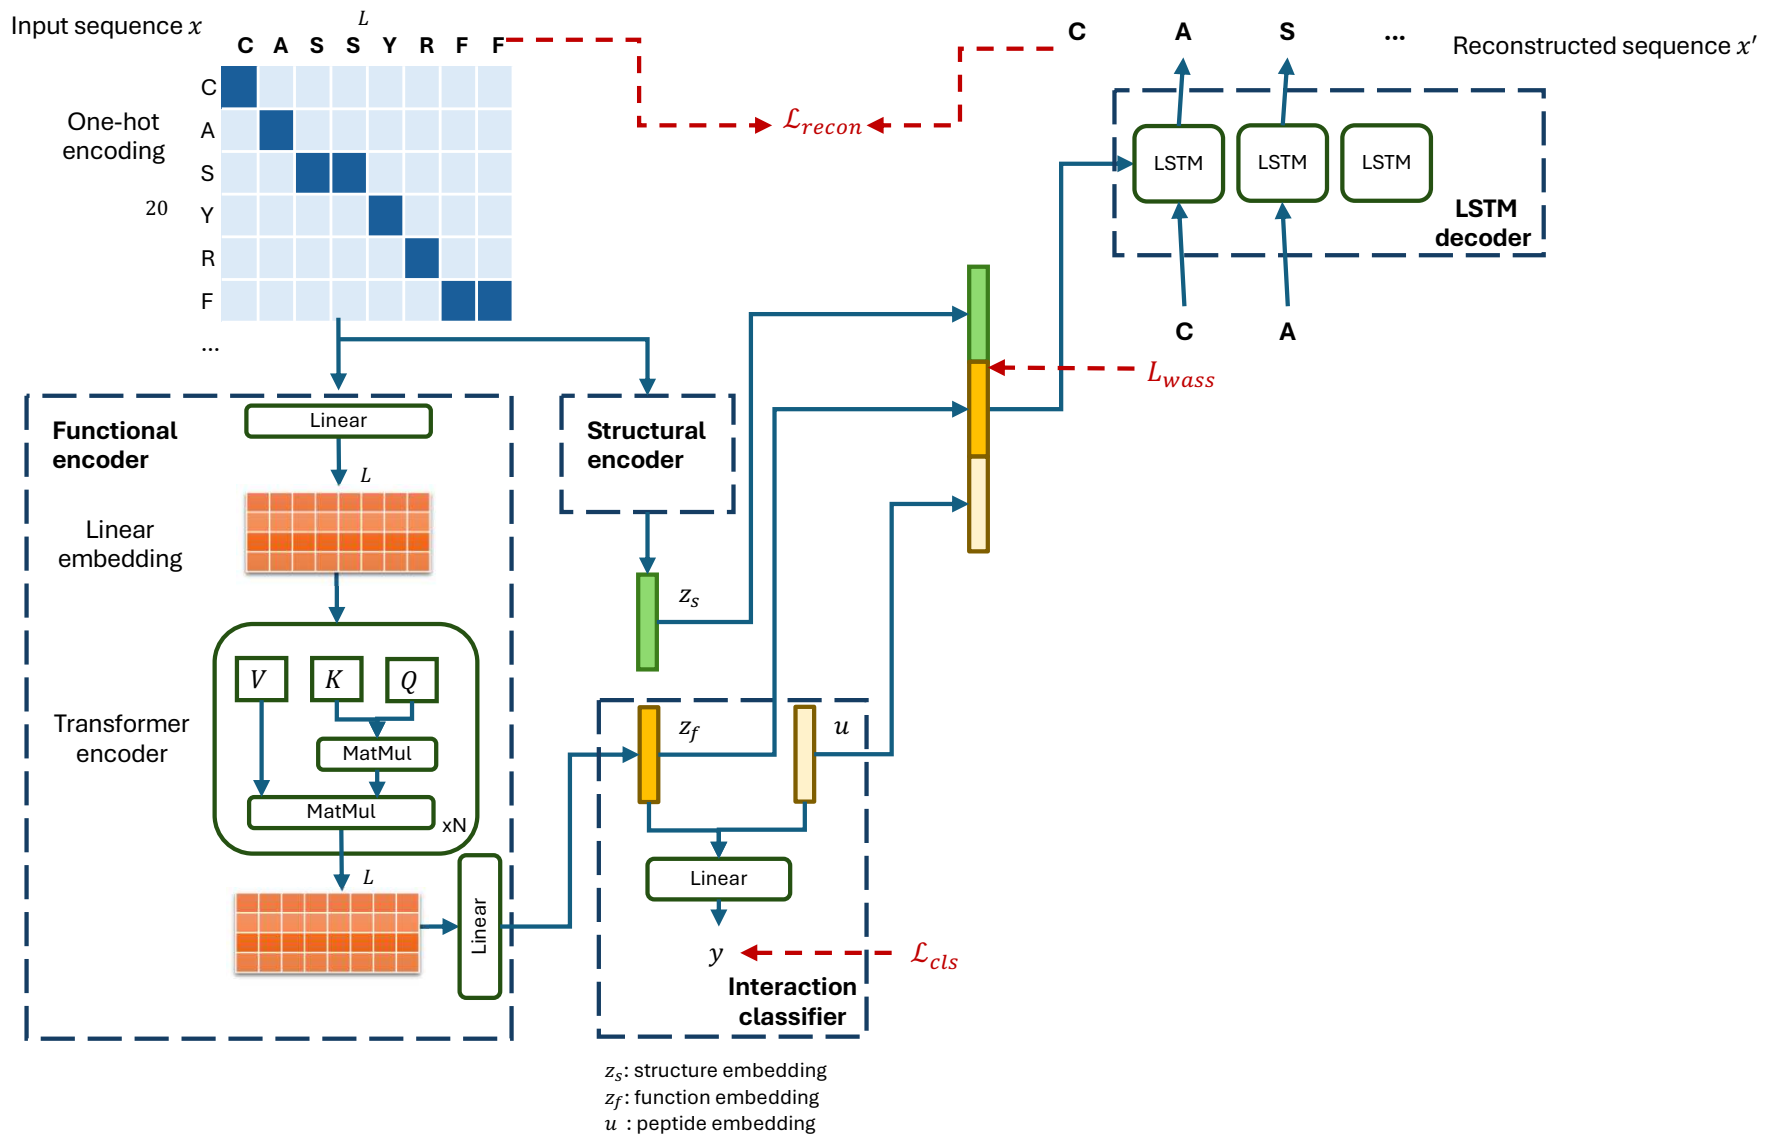 Input sequence x
L
C A S S Y R F F
C
A
S
Y
R
F
...
One-hot
encoding
20
ℒrecon
C A S ...
Reconstructed sequence x′
LSTM LSTM LSTM
LSTM
decoder
C A
Lwass
Functional
encoder
Linear
L
Linear
embedding
Transformer
encoder
V K Q
MatMul
MatMul
xN
L
Linear
Structural
encoder
zs
zf
u
Linear
y
ℒcls
Interaction
classifier
zs: structure embedding
zf: function embedding
u : peptide embedding